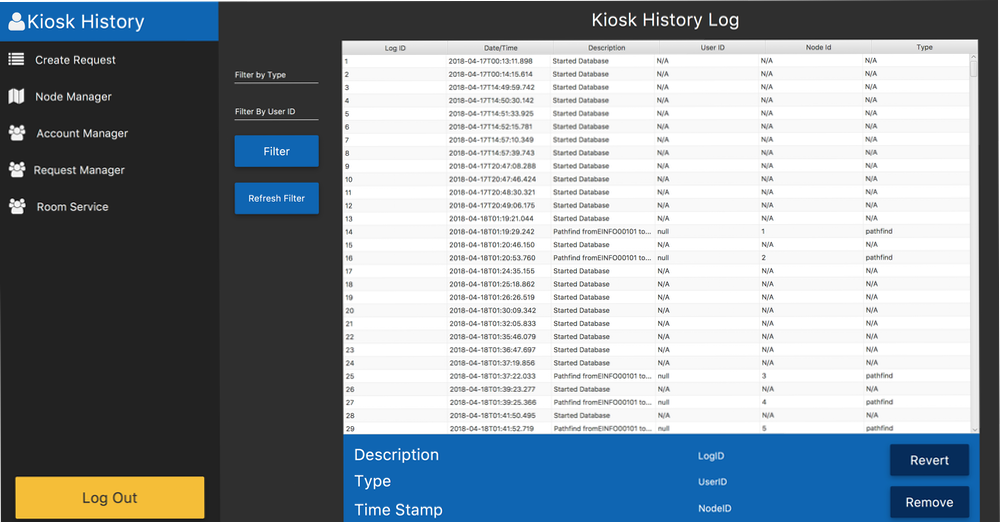 Kiosk History
Create Request
Node Manager
Account Manager
Request Manager
Room Service
Log Out
Filter by Type
Filter By User ID
Filter
Refresh Filter
Kiosk History Log
Log ID Date/Time Description User ID Node Id Type
1 2018-04-17T00:13:11.898 Started Database N/A N/A N/A
2 2018-04-17T00:14:15.614 Started Database N/A N/A N/A
3 2018-04-17T14:49:59.742 Started Database N/A N/A N/A
4 2018-04-17T14:50:30.142 Started Database N/A N/A N/A
5 2018-04-17T14:51:33.925 Started Database N/A N/A N/A
6 2018-04-17T14:52:15.781 Started Database N/A N/A N/A
7 2018-04-17T14:57:10.349 Started Database N/A N/A N/A
8 2018-04-17T14:57:39.743 Started Database N/A N/A N/A
9 2018-04-17T20:47:08.288 Started Database N/A N/A N/A
10 2018-04-17T20:47:46.424 Started Database N/A N/A N/A
11 2018-04-17T20:48:30.321 Started Database N/A N/A N/A
12 2018-04-17T20:49:06.175 Started Database N/A N/A N/A
13 2018-04-18T01:19:21.044 Started Database N/A N/A N/A
14 2018-04-18T01:19:29.242 Pathfind fromEINFO00101 to... null 1 pathfind
15 2018-04-18T01:20:46.150 Started Database N/A N/A N/A
16 2018-04-18T01:20:53.760 Pathfind fromEINFO00101 to... null 2 pathfind
17 2018-04-18T01:24:35.155 Started Database N/A N/A N/A
18 2018-04-18T01:25:18.862 Started Database N/A N/A N/A
19 2018-04-18T01:26:26.519 Started Database N/A N/A N/A
20 2018-04-18T01:30:09.342 Started Database N/A N/A N/A
21 2018-04-18T01:32:05.833 Started Database N/A N/A N/A
22 2018-04-18T01:35:46.079 Started Database N/A N/A N/A
23 2018-04-18T01:36:47.697 Started Database N/A N/A N/A
24 2018-04-18T01:37:19.856 Started Database N/A N/A N/A
25 2018-04-18T01:37:22.033 Pathfind fromEINFO00101 to... null 3 pathfind
26 2018-04-18T01:39:23.277 Started Database N/A N/A N/A
27 2018-04-18T01:39:25.366 Pathfind fromEINFO00101 to... null 4 pathfind
28 2018-04-18T01:41:50.495 Started Database N/A N/A N/A
29 2018-04-18T01:41:52.719 Pathfind fromEINFO00101 to... null 5 pathfind
Description LogID Revert
Type UserID
Time Stamp NodeID Remove